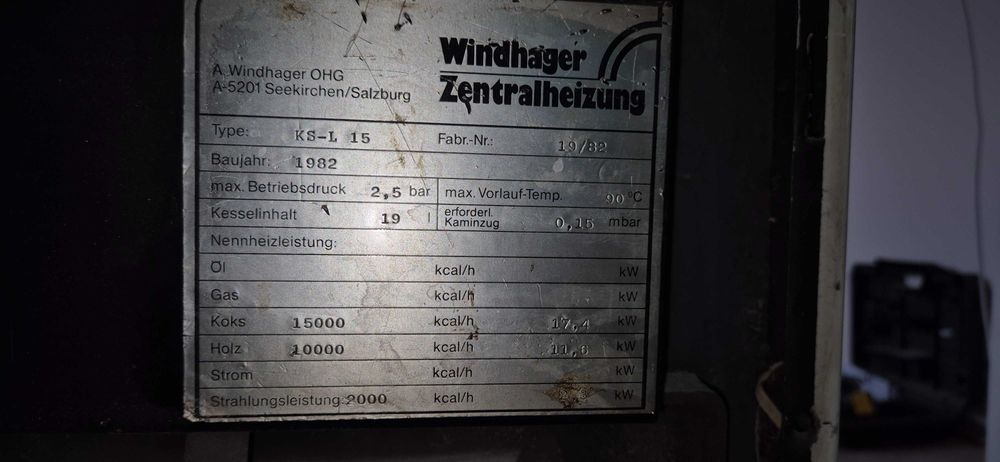 A. Windhager OHG
A-5201 Seekirchen/Salzburg
Windhager
Zentralheizung
Type: KS-L 15 Fabr.-Nr.: 19/82
Baujahr: 1982
max. Betriebsdruck 2,5 bar max. Vorlauf-Temp. 90 °C
Kesselinhalt 19 l erforderl. Kaminzug 0,15 mbar
Nennheizleistung:
Öl kcal/h kW
Gas kcal/h kW
Koks 15000 kcal/h 17,4 kW
Holz 10000 kcal/h 11,6 kW
Strom kcal/h kW
Strahlungsleistung: 2000 kcal/h kW